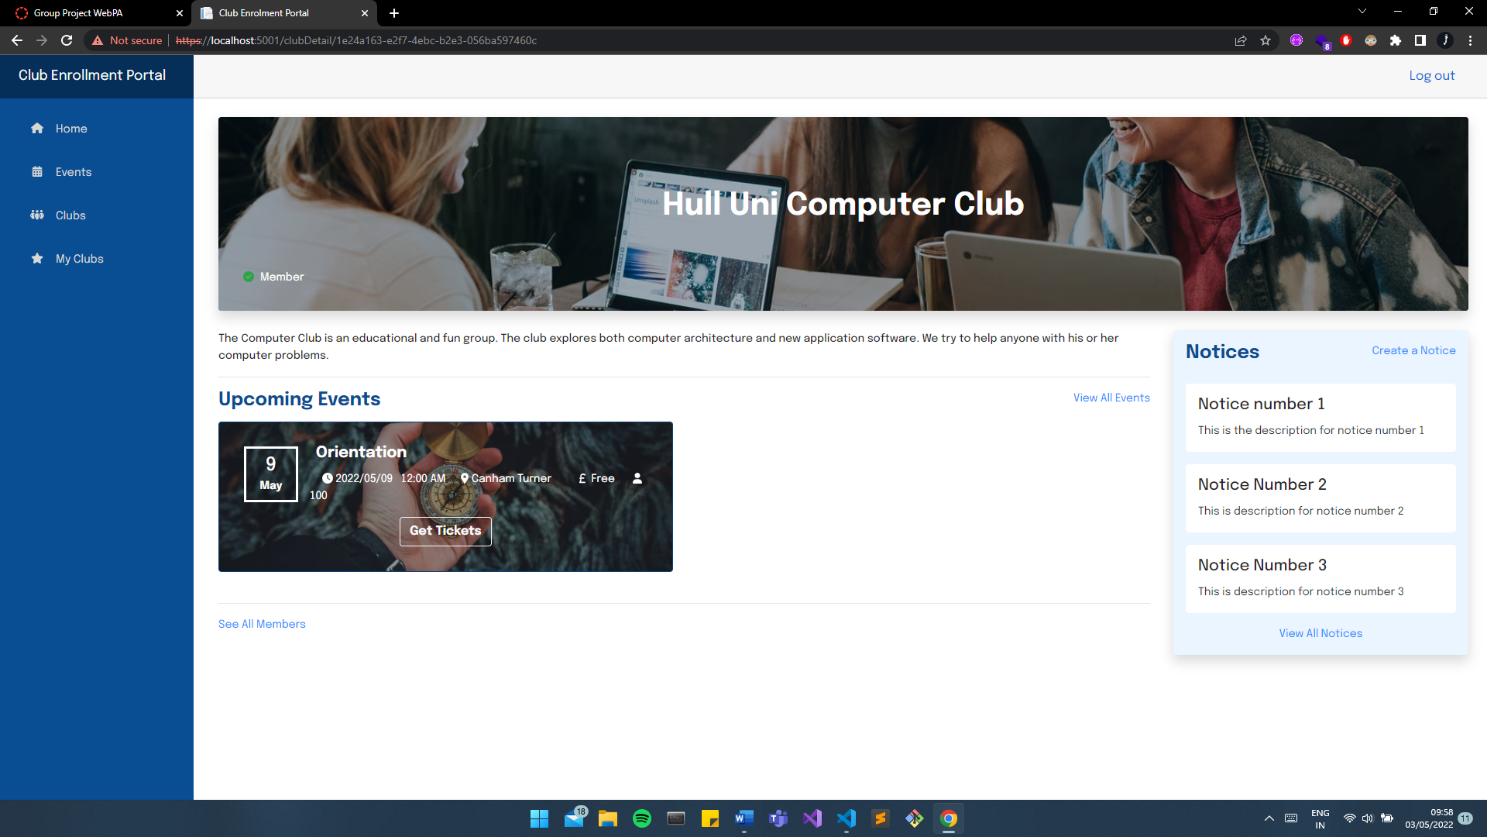 Group Project WebPA
Club Enrolment Portal
Not secure
https://localhost:5001/clubDetail/1e24a163-e2f7-4ebc-b2e3-056ba597460c
8
Club Enrollment Portal
Log out
Home
Events
Clubs
My Clubs
Hull Uni Computer Club
Member
The Computer Club is an educational and fun group. The club explores both computer architecture and new application software. We try to help anyone with his or her
computer problems.
Upcoming Events
View All Events
9
May
Orientation
2022/05/09 12:00 AM Canham Turner £ Free
100
Get Tickets
See All Members
Notices
Create a Notice
Notice number 1
This is the description for notice number 1
Notice Number 2
This is description for notice number 2
Notice Number 3
This is description for notice number 3
View All Notices
18
ENG
IN
09:58
03/05/2022
11